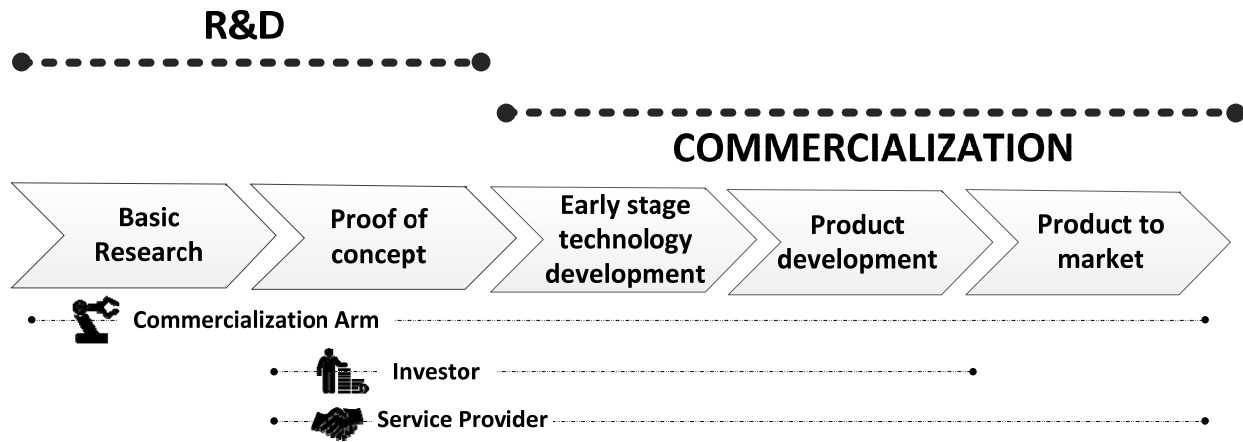 R&D
COMMERCIALIZATION
Basic
Research
Proof of
concept
Early stage
technology
development
Product
development
Product to
market
Commercialization Arm
Investor
Service Provider